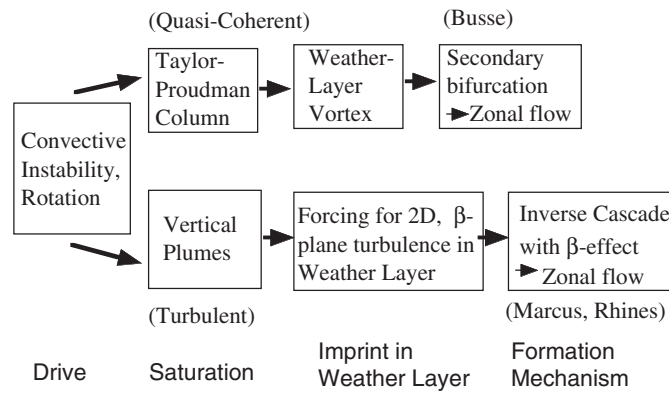 (Quasi-Coherent)
(Busse)
Taylor-
Proudman
Column
Weather-
Layer
Vortex
Secondary
bifurcation
Zonal flow
Convective
Instability,
Rotation
Vertical
Plumes
Forcing for 2D, β-
plane turbulence in
Weather Layer
Inverse Cascade
with β-effect
Zonal flow
(Turbulent)
(Marcus, Rhines)
Drive
Saturation
Imprint in
Weather Layer
Formation
Mechanism